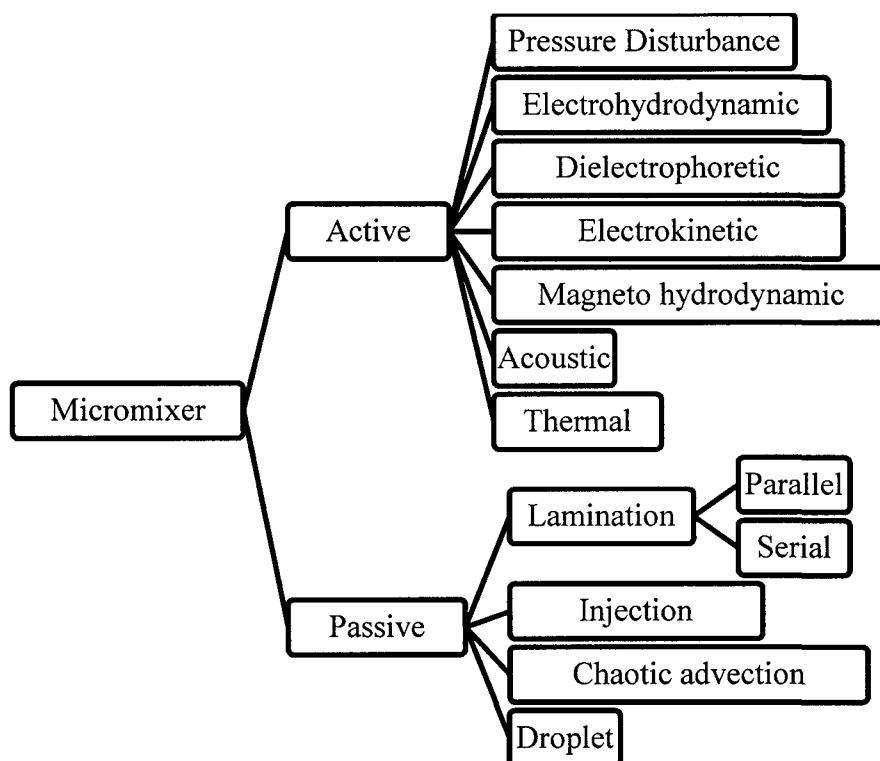 Pressure Disturbance
Electrohydrodynamic
Dielectrophoretic
Active
Electrokinetic
Magneto hydrodynamic
Acoustic
Micromixer
Thermal
Parallel
Lamination
Serial
Injection
Passive
Chaotic advection
Droplet